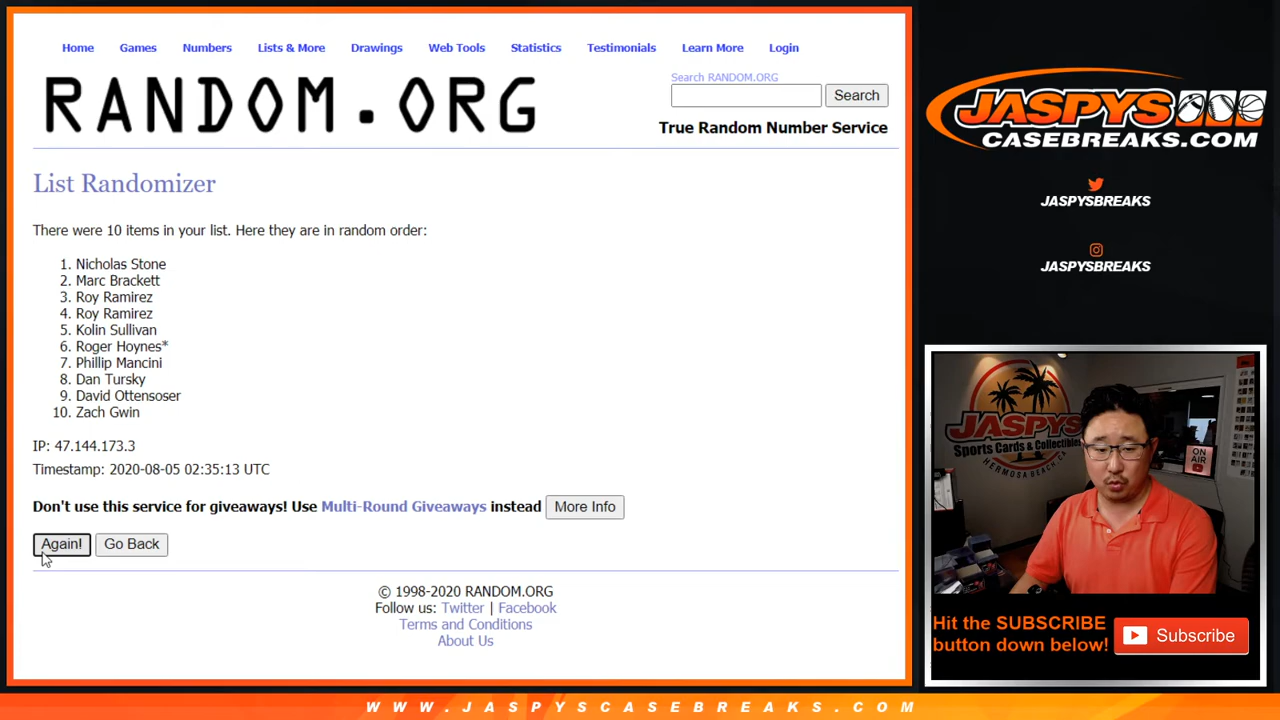 Home Games Numbers Lists & More Drawings Web Tools Statistics Testimonials Learn More Login
RANDOM.ORG
Search RANDOM.ORG
Search
True Random Number Service
List Randomizer
There were 10 items in your list. Here they are in random order:
1. Nicholas Stone
2. Marc Brackett
3. Roy Ramirez
4. Roy Ramirez
5. Kolin Sullivan
6. Roger Hoynes*
7. Phillip Mancini
8. Dan Tursky
9. David Ottensoser
10. Zach Gwin
IP: 47.144.173.3
Timestamp: 2020-08-05 02:35:13 UTC
Don't use this service for giveaways! Use Multi-Round Giveaways instead More Info
Again! Go Back
© 1998-2020 RANDOM.ORG
Follow us: Twitter | Facebook
Terms and Conditions
About Us
JASPYS
CASEBREAKS.COM
JASPYSBREAKS
JASPYSBREAKS
JASPYS
Sports Cards & Collectibles
HERMOSA BEACH, CA
ON AIR
Hit the SUBSCRIBE
button down below!
Subscribe
WWW.JASPYSCASEBREAKS.COM